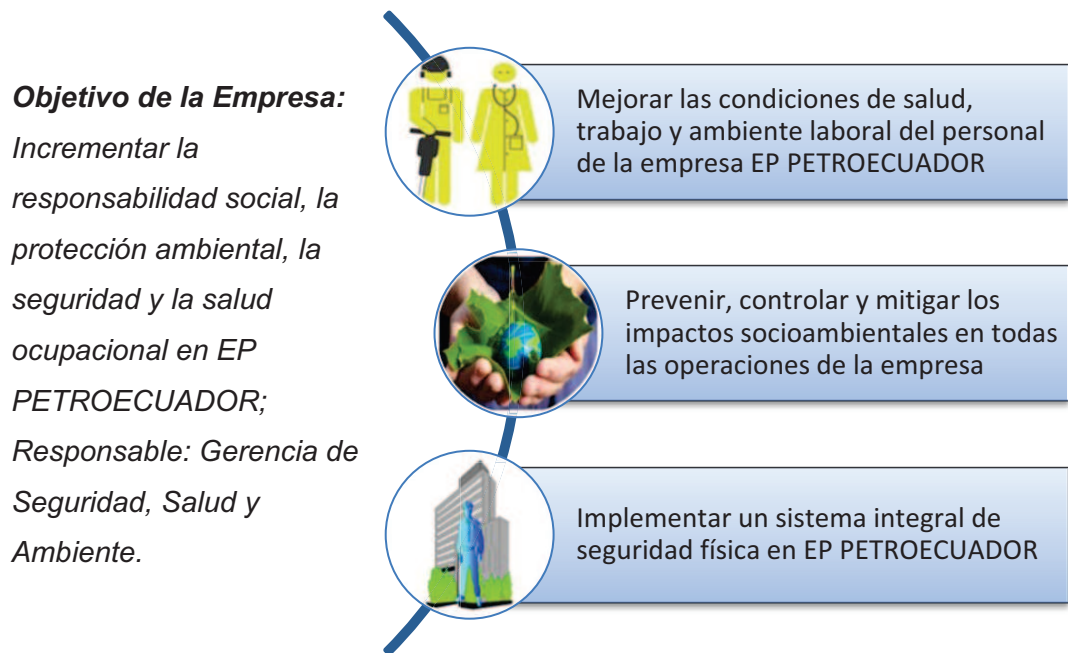 Objetivo de la Empresa:
Incrementar la
responsabilidad social, la
protección ambiental, la
seguridad y la salud
ocupacional en EP
PETROECUADOR;
Responsable: Gerencia de
Seguridad, Salud y
Ambiente.
Mejorar las condiciones de salud,
trabajo y ambiente laboral del personal
de la empresa EP PETROECUADOR
Prevenir, controlar y mitigar los
impactos socioambientales en todas
las operaciones de la empresa
Implementar un sistema integral de
seguridad física en EP PETROECUADOR